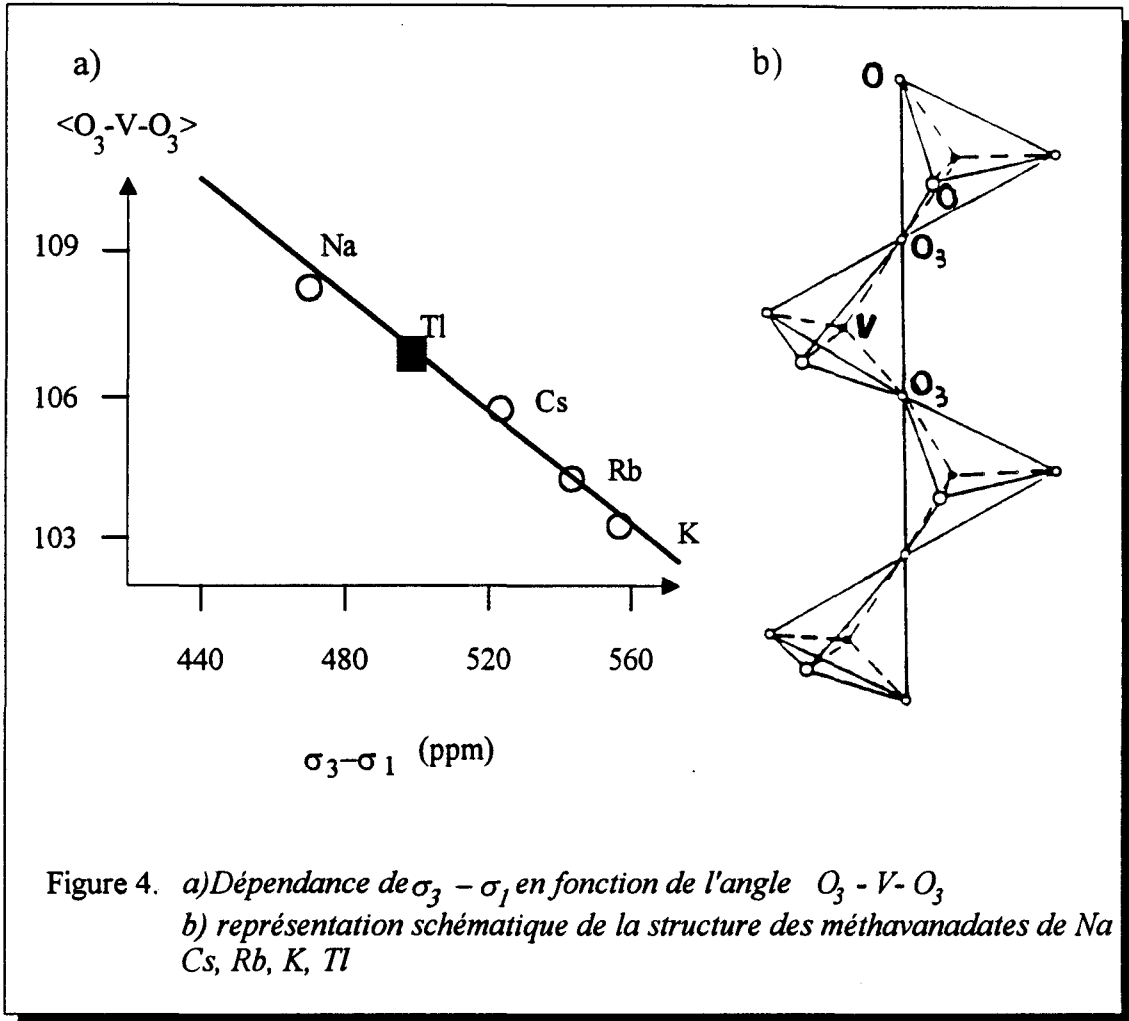 a)
<O3-V-O3>
109
106
103
Na
Tl
Cs
Rb
K
440 480 520 560
σ3–σ1 (ppm)
b)
O
O
O3
V
O3
Figure 4. a)Dépendance de σ3 – σ1 en fonction de l'angle O3 - V- O3
b) représentation schématique de la structure des méthavanadates de Na
Cs, Rb, K, Tl